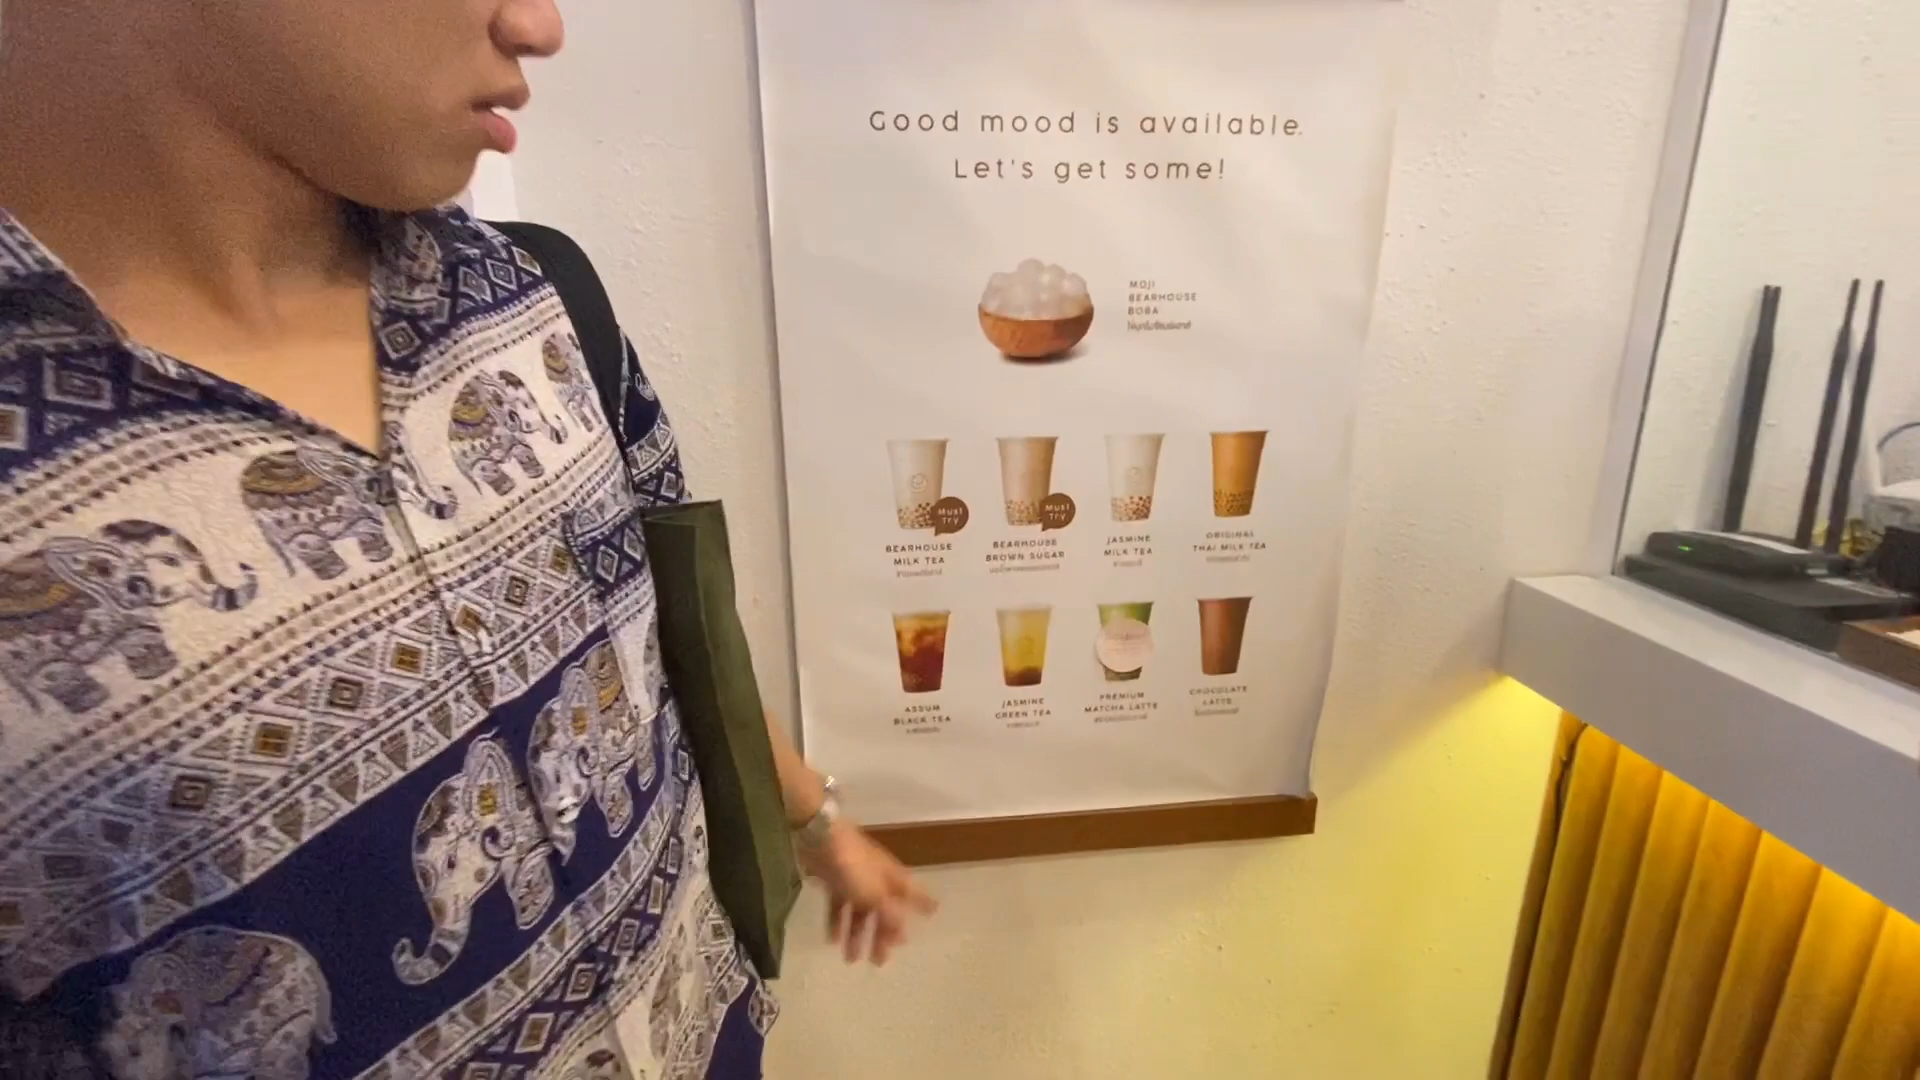 Good mood is available.
Let's get some!
MOJI
BEARHOUSE
BOBA
Must
Try
Must
Try
BEARHOUSE
MILK TEA
BEARHOUSE
BROWN SUGAR
JASMINE
MILK TEA
ORIGINAL
THAI MILK TEA
ASSUM
BLACK TEA
JASMINE
GREEN TEA
PREMIUM
MATCHA LATTE
CHOCOLATE
LATTE